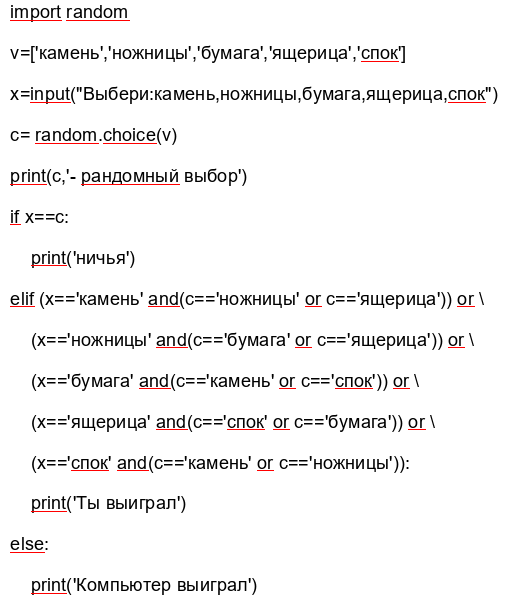 import random
v=['камень','ножницы','бумага','ящерица','спок']
x=input("Выбери:камень,ножницы,бумага,ящерица,спок")
c= random.choice(v)
print(c,'- рандомный выбор')
if x==c:
    print('ничья')
elif (x=='камень' and(c=='ножницы' or c=='ящерица')) or \
    (x=='ножницы' and(c=='бумага' or c=='ящерица')) or \
    (x=='бумага' and(c=='камень' or c=='спок')) or \
    (x=='ящерица' and(c=='спок' or c=='бумага')) or \
    (x=='спок' and(c=='камень' or c=='ножницы')):
    print('Ты выиграл')
else:
    print('Компьютер выиграл')